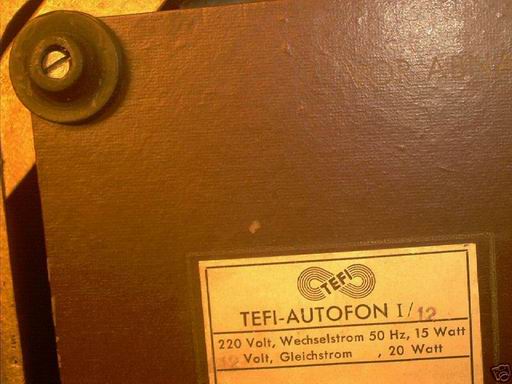 TEFI
TEFI-AUTOFON I/12
220 Volt, Wechselstrom 50 Hz, 15 Watt
12 Volt, Gleichstrom , 20 Watt